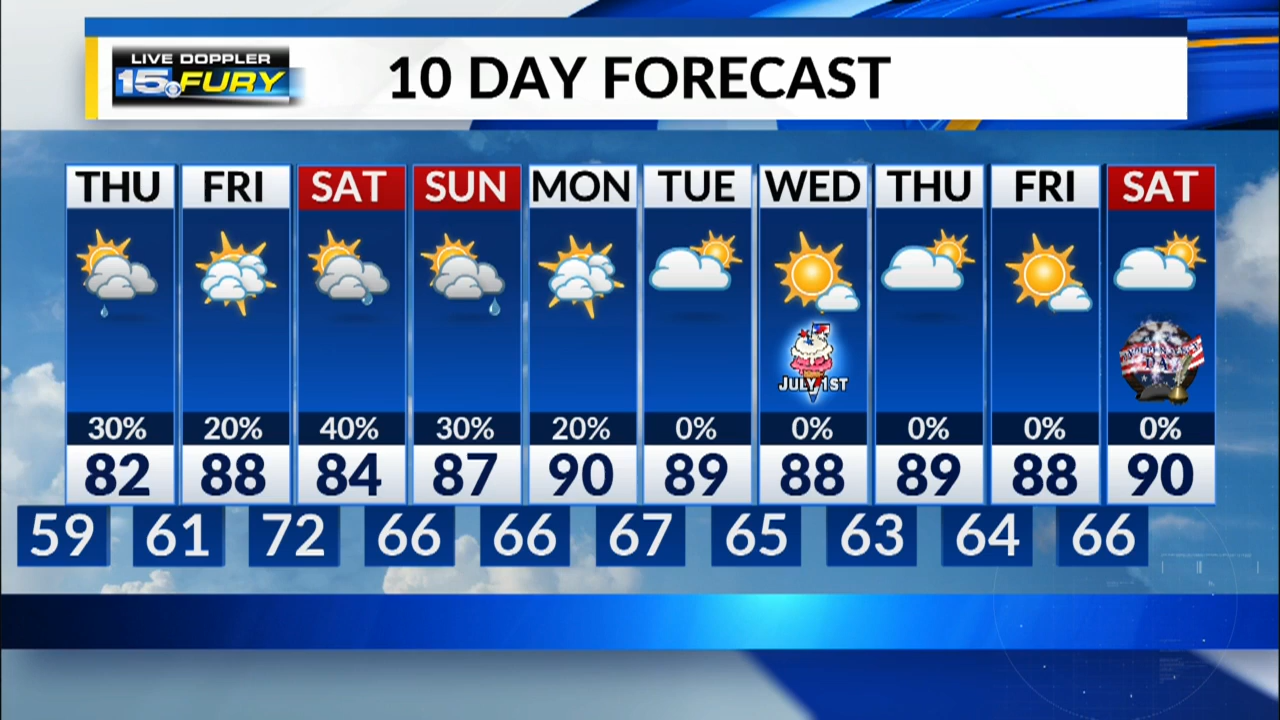 LIVE DOPPLER
15 FURY
10 DAY FORECAST
THU FRI SAT SUN MON TUE WED THU FRI SAT
JULY 1ST
INDEPENDENCE
DAY
30% 20% 40% 30% 20% 0% 0% 0% 0% 0%
82 88 84 87 90 89 88 89 88 90
59 61 72 66 66 67 65 63 64 66